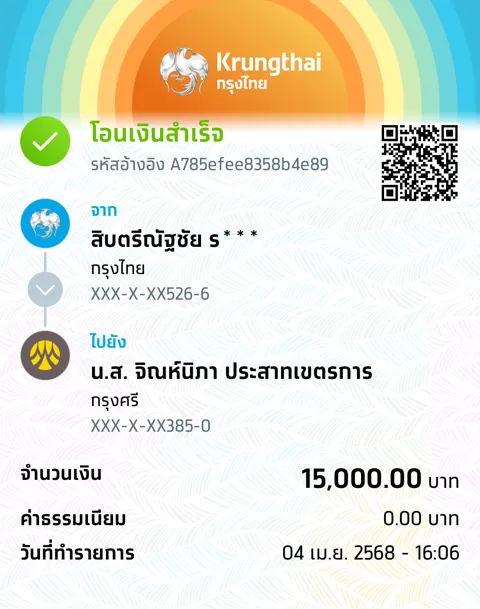 Krungthai
กรุงไทย
โอนเงินสำเร็จ
รหัสอ้างอิง A785efee8358b4e89
จาก
สิบตรีณัฐชัย ร***
กรุงไทย
XXX-X-XX526-6
ไปยัง
น.ส. จิณห์นิภา ประสาทเขตรการ
กรุงศรี
XXX-X-XX385-0
จำนวนเงิน 15,000.00 บาท
ค่าธรรมเนียม 0.00 บาท
วันที่ทำรายการ 04 เม.ย. 2568 - 16:06